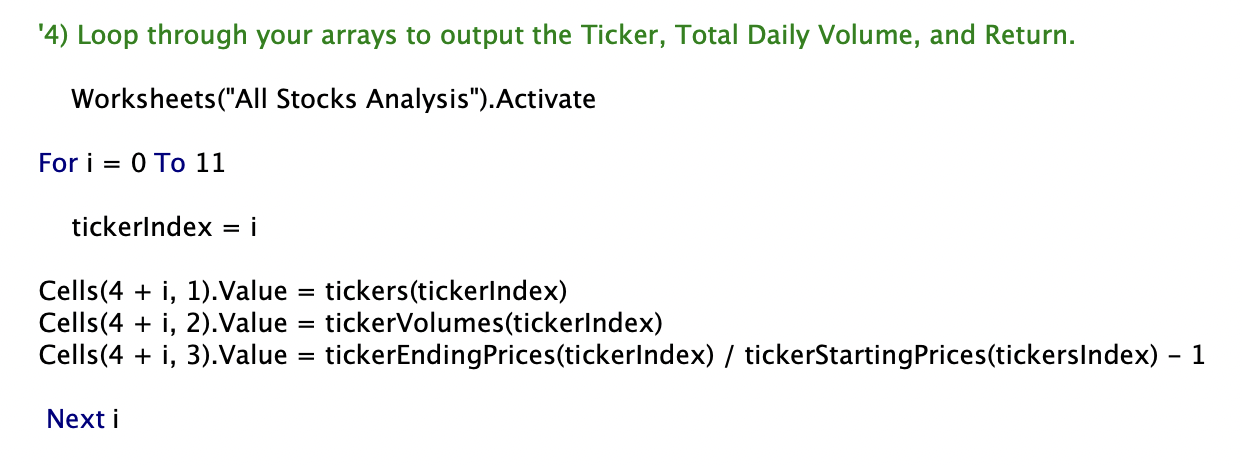 '4) Loop through your arrays to output the Ticker, Total Daily Volume, and Return.
Worksheets("All Stocks Analysis").Activate
For i = 0 To 11
tickerIndex = i
Cells(4 + i, 1).Value = tickers(tickerIndex)
Cells(4 + i, 2).Value = tickerVolumes(tickerIndex)
Cells(4 + i, 3).Value = tickerEndingPrices(tickerIndex) / tickerStartingPrices(tickersIndex) - 1
Next i